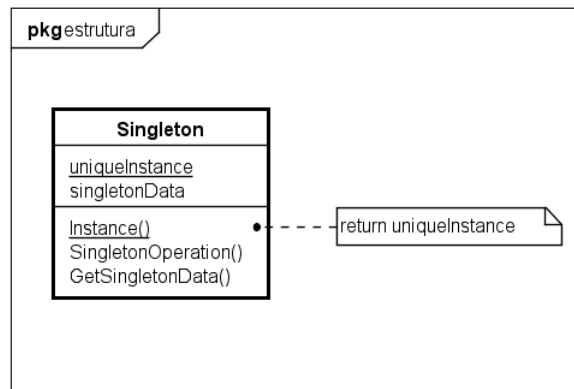 pkg estrutura
Singleton
uniqueInstance
singletonData
Instance()
return uniqueInstance
SingletonOperation()
GetSingletonData()